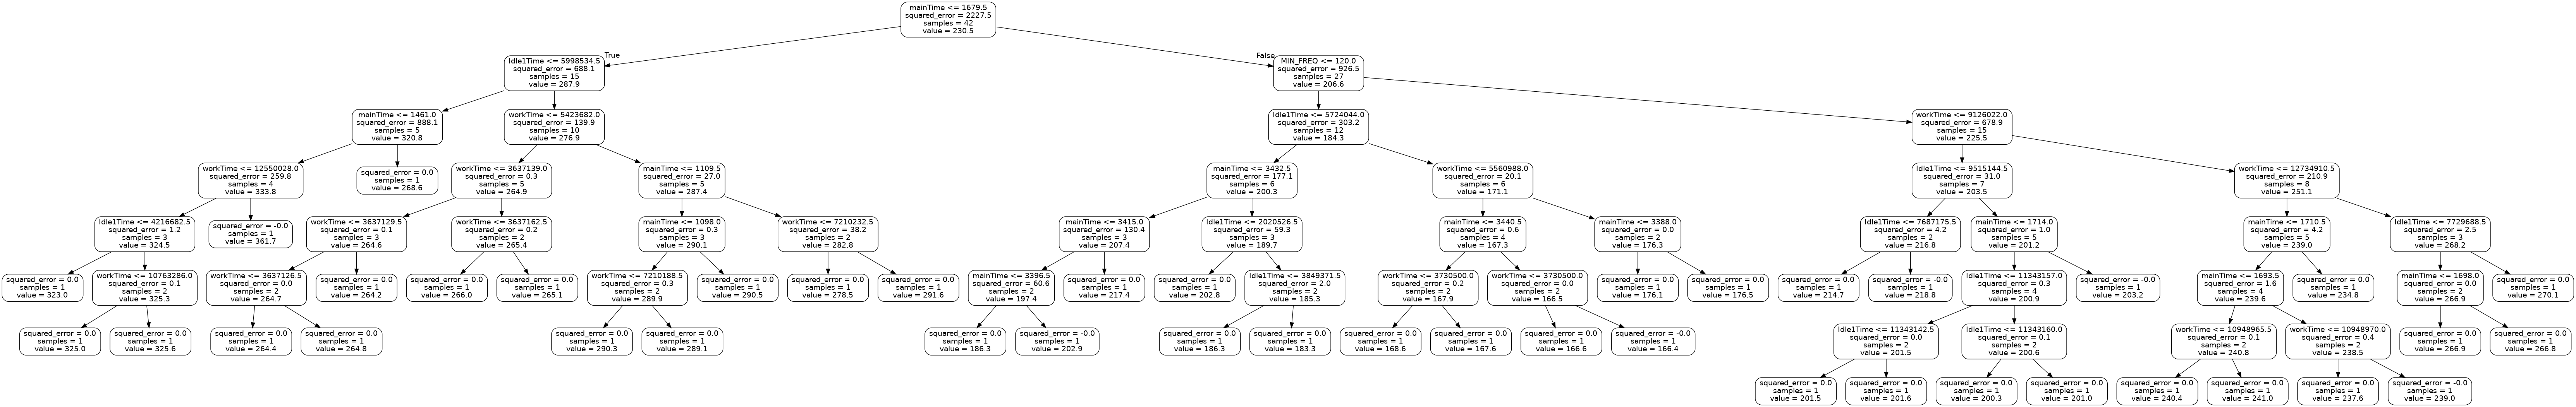 mainTime <= 1679.5
squared_error = 2227.5
samples = 42
value = 230.5
True
False
Idle1Time <= 5998534.5
squared_error = 688.1
samples = 15
value = 287.9
MIN_FREQ <= 120.0
squared_error = 926.5
samples = 27
value = 206.6
mainTime <= 1461.0
squared_error = 888.1
samples = 5
value = 320.8
workTime <= 5423682.0
squared_error = 139.9
samples = 10
value = 276.9
Idle1Time <= 5724044.0
squared_error = 303.2
samples = 12
value = 184.3
workTime <= 9126022.0
squared_error = 678.9
samples = 15
value = 225.5
workTime <= 12550028.0
squared_error = 259.8
samples = 4
value = 333.8
squared_error = 0.0
samples = 1
value = 268.6
workTime <= 3637139.0
squared_error = 0.3
samples = 5
value = 264.9
mainTime <= 1109.5
squared_error = 27.0
samples = 5
value = 287.4
mainTime <= 3432.5
squared_error = 177.1
samples = 6
value = 200.3
workTime <= 5560988.0
squared_error = 20.1
samples = 6
value = 171.1
Idle1Time <= 9515144.5
squared_error = 31.0
samples = 7
value = 203.5
workTime <= 12734910.5
squared_error = 210.9
samples = 8
value = 251.1
Idle1Time <= 4216682.5
squared_error = 1.2
samples = 3
value = 324.5
squared_error = -0.0
samples = 1
value = 361.7
workTime <= 3637129.5
squared_error = 0.1
samples = 3
value = 264.6
workTime <= 3637162.5
squared_error = 0.2
samples = 2
value = 265.4
mainTime <= 1098.0
squared_error = 0.3
samples = 3
value = 290.1
workTime <= 7210232.5
squared_error = 38.2
samples = 2
value = 282.8
mainTime <= 3415.0
squared_error = 130.4
samples = 3
value = 207.4
Idle1Time <= 2020526.5
squared_error = 59.3
samples = 3
value = 189.7
mainTime <= 3440.5
squared_error = 0.6
samples = 4
value = 167.3
mainTime <= 3388.0
squared_error = 0.0
samples = 2
value = 176.3
Idle1Time <= 7687175.5
squared_error = 4.2
samples = 2
value = 216.8
mainTime <= 1714.0
squared_error = 1.0
samples = 5
value = 201.2
mainTime <= 1710.5
squared_error = 4.2
samples = 5
value = 239.0
Idle1Time <= 7729688.5
squared_error = 2.5
samples = 3
value = 268.2
squared_error = 0.0
samples = 1
value = 323.0
workTime <= 10763286.0
squared_error = 0.1
samples = 2
value = 325.3
workTime <= 3637126.5
squared_error = 0.0
samples = 2
value = 264.7
squared_error = 0.0
samples = 1
value = 264.2
squared_error = 0.0
samples = 1
value = 266.0
squared_error = 0.0
samples = 1
value = 265.1
workTime <= 7210188.5
squared_error = 0.3
samples = 2
value = 289.9
squared_error = 0.0
samples = 1
value = 290.5
squared_error = 0.0
samples = 1
value = 278.5
squared_error = 0.0
samples = 1
value = 291.6
mainTime <= 3396.5
squared_error = 60.6
samples = 2
value = 197.4
squared_error = 0.0
samples = 1
value = 217.4
squared_error = 0.0
samples = 1
value = 202.8
Idle1Time <= 3849371.5
squared_error = 2.0
samples = 2
value = 185.3
workTime <= 3730500.0
squared_error = 0.2
samples = 2
value = 167.9
workTime <= 3730500.0
squared_error = 0.0
samples = 2
value = 166.5
squared_error = 0.0
samples = 1
value = 176.1
squared_error = 0.0
samples = 1
value = 176.5
squared_error = 0.0
samples = 1
value = 214.7
squared_error = -0.0
samples = 1
value = 218.8
Idle1Time <= 11343157.0
squared_error = 0.3
samples = 4
value = 200.9
squared_error = -0.0
samples = 1
value = 203.2
mainTime <= 1693.5
squared_error = 1.6
samples = 4
value = 239.6
squared_error = 0.0
samples = 1
value = 234.8
mainTime <= 1698.0
squared_error = 0.0
samples = 2
value = 266.9
squared_error = 0.0
samples = 1
value = 270.1
squared_error = 0.0
samples = 1
value = 325.0
squared_error = 0.0
samples = 1
value = 325.6
squared_error = 0.0
samples = 1
value = 264.4
squared_error = 0.0
samples = 1
value = 264.8
squared_error = 0.0
samples = 1
value = 290.3
squared_error = 0.0
samples = 1
value = 289.1
squared_error = 0.0
samples = 1
value = 186.3
squared_error = -0.0
samples = 1
value = 202.9
squared_error = 0.0
samples = 1
value = 186.3
squared_error = 0.0
samples = 1
value = 183.3
squared_error = 0.0
samples = 1
value = 168.6
squared_error = 0.0
samples = 1
value = 167.6
squared_error = 0.0
samples = 1
value = 166.6
squared_error = -0.0
samples = 1
value = 166.4
Idle1Time <= 11343142.5
squared_error = 0.0
samples = 2
value = 201.5
Idle1Time <= 11343160.0
squared_error = 0.1
samples = 2
value = 200.6
workTime <= 10948965.5
squared_error = 0.1
samples = 2
value = 240.8
workTime <= 10948970.0
squared_error = 0.4
samples = 2
value = 238.5
squared_error = 0.0
samples = 1
value = 266.9
squared_error = 0.0
samples = 1
value = 266.8
squared_error = 0.0
samples = 1
value = 201.5
squared_error = 0.0
samples = 1
value = 201.6
squared_error = 0.0
samples = 1
value = 200.3
squared_error = 0.0
samples = 1
value = 201.0
squared_error = 0.0
samples = 1
value = 240.4
squared_error = 0.0
samples = 1
value = 241.0
squared_error = 0.0
samples = 1
value = 237.6
squared_error = -0.0
samples = 1
value = 239.0